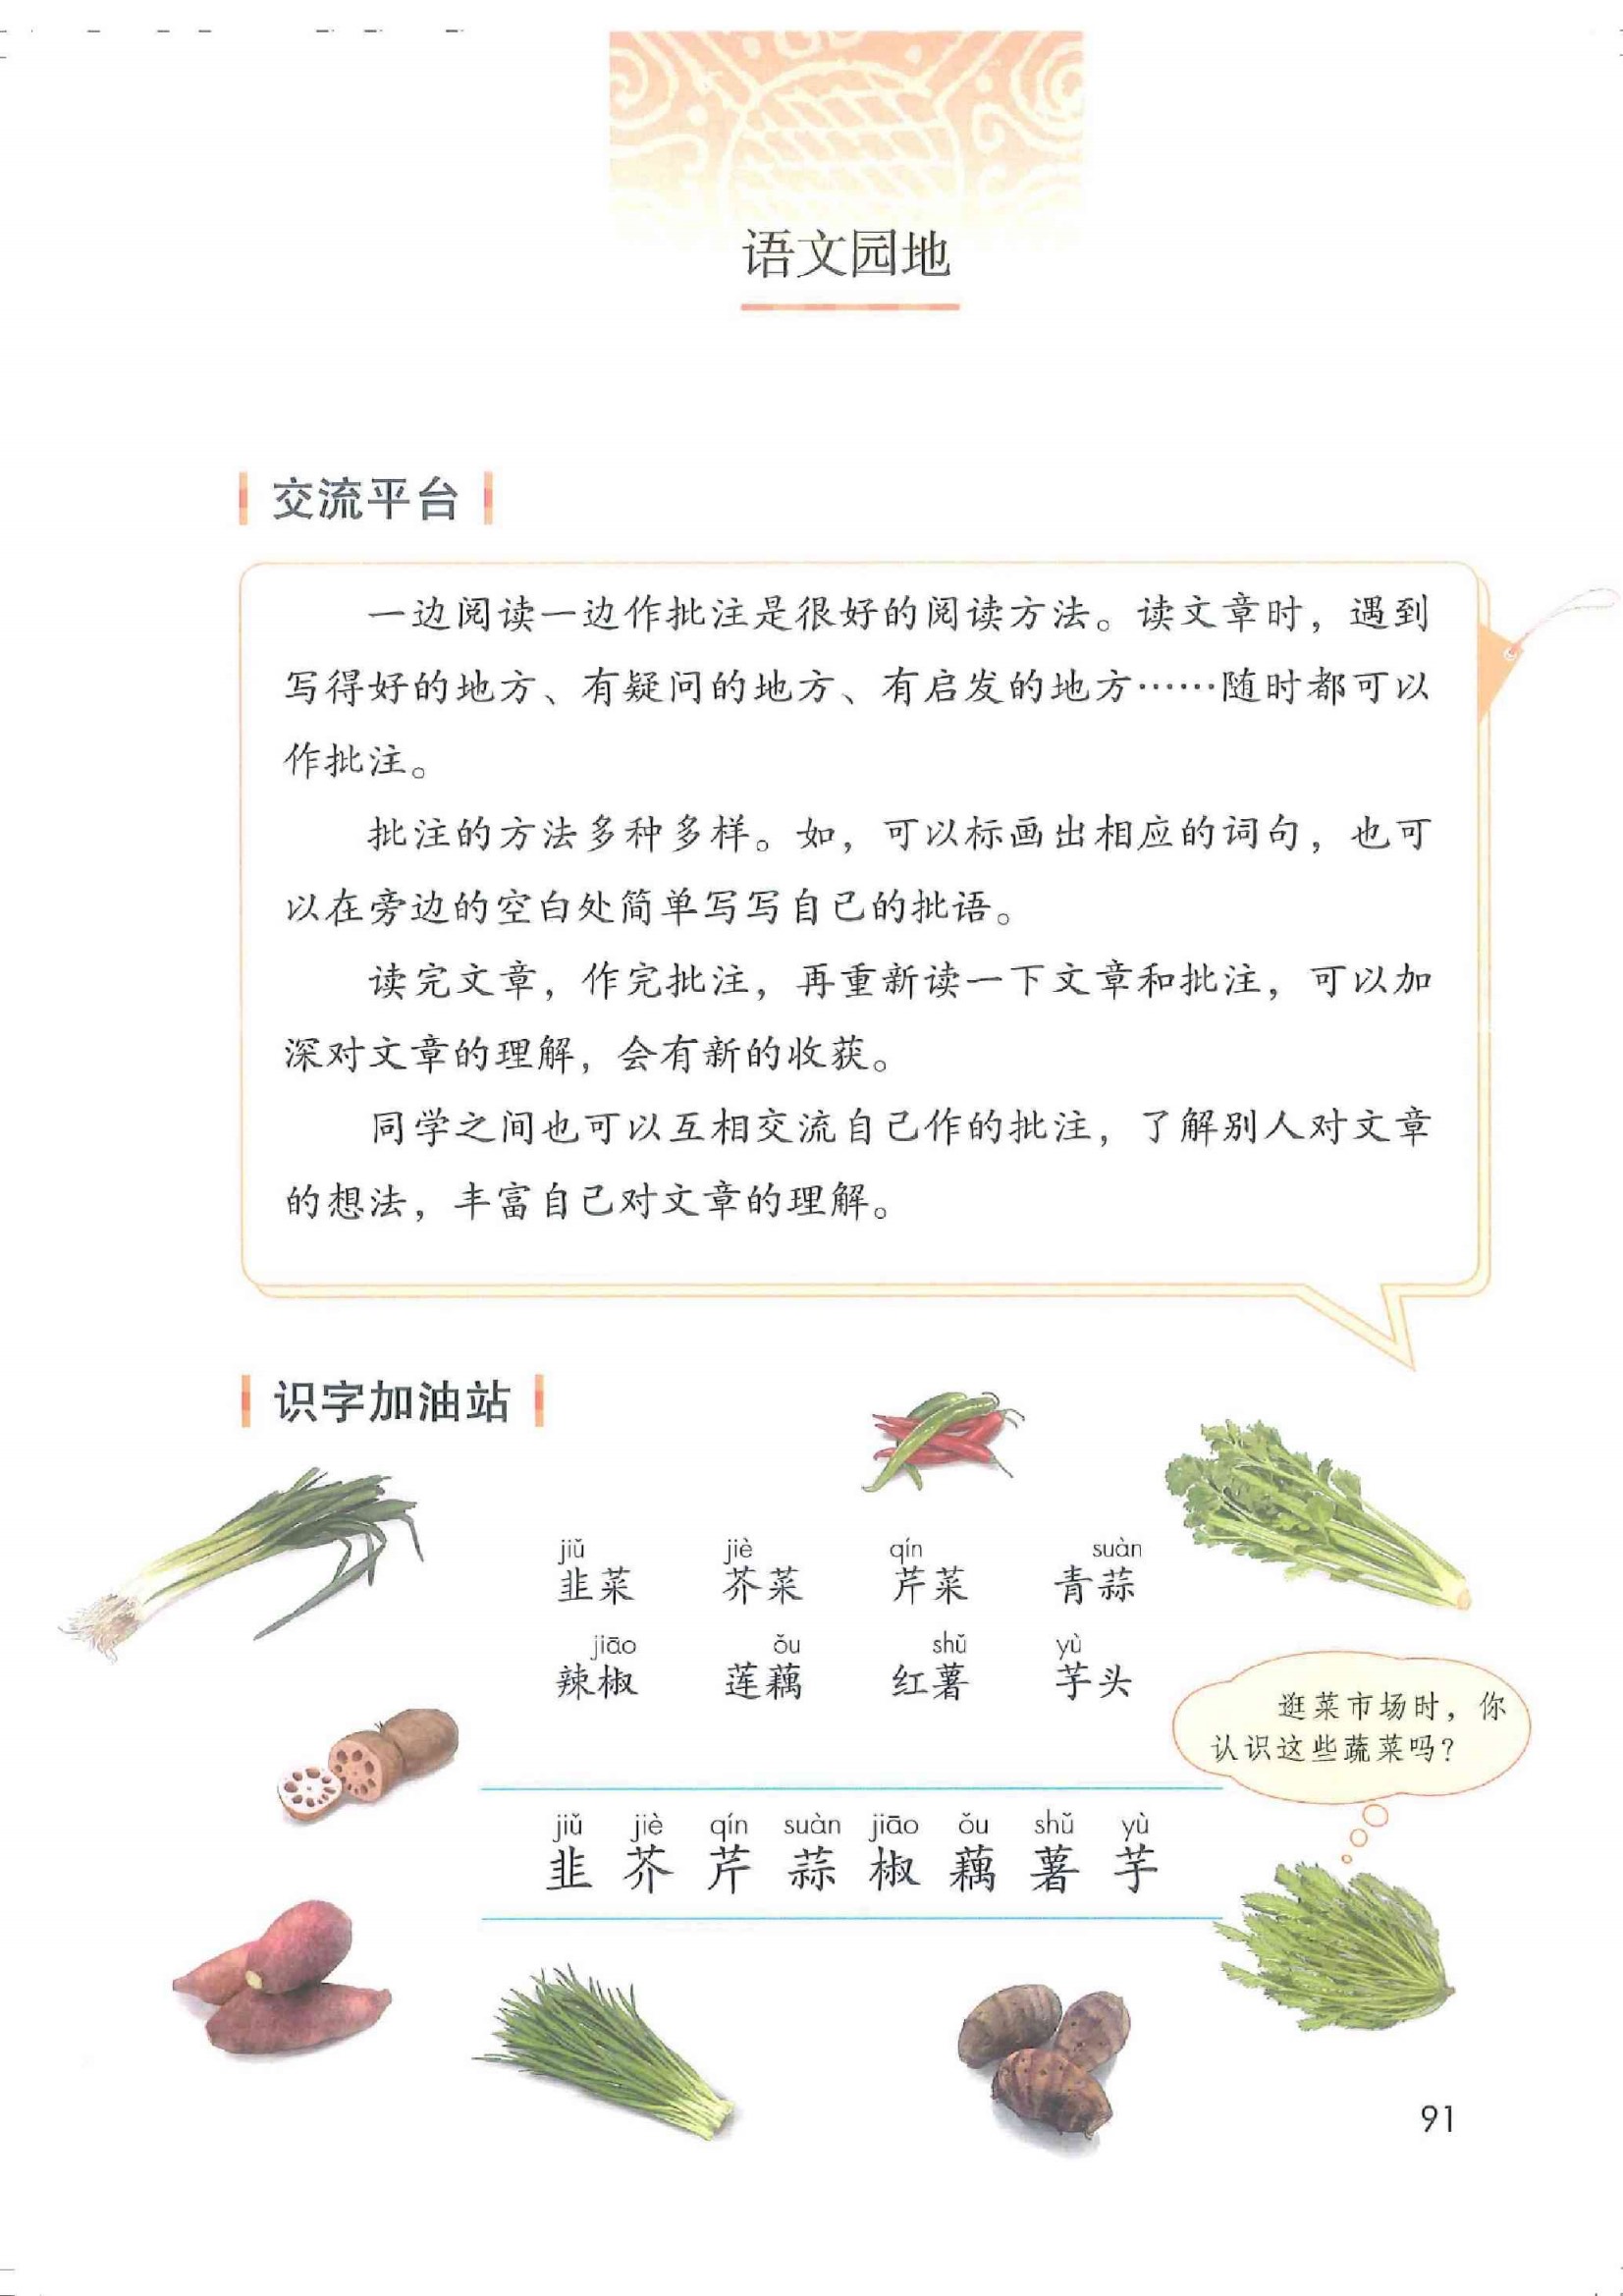 语文园地
交流平台
一边阅读一边作批注是很好的阅读方法。读文章时，遇到
写得好的地方、有疑问的地方、有启发的地方……随时都可以
作批注。
批注的方法多种多样。如，可以标画出相应的词句，也可
以在旁边的空白处简单写写自己的批语。
读完文章，作完批注，再重新读一下文章和批注，可以加
深对文章的理解，会有新的收获。
同学之间也可以互相交流自己作的批注，了解别人对文章
的想法，丰富自己对文章的理解。
识字加油站
jiǔ jiè qín suàn
韭菜 芥菜 芹菜 青蒜
jiāo ǒu shǔ yù
辣椒 莲藕 红薯 芋头
逛菜市场时，你
认识这些蔬菜吗？
jiǔ jiè qín suàn jiāo ǒu shǔ yù
韭 芥 芹 蒜 椒 藕 薯 芋
91